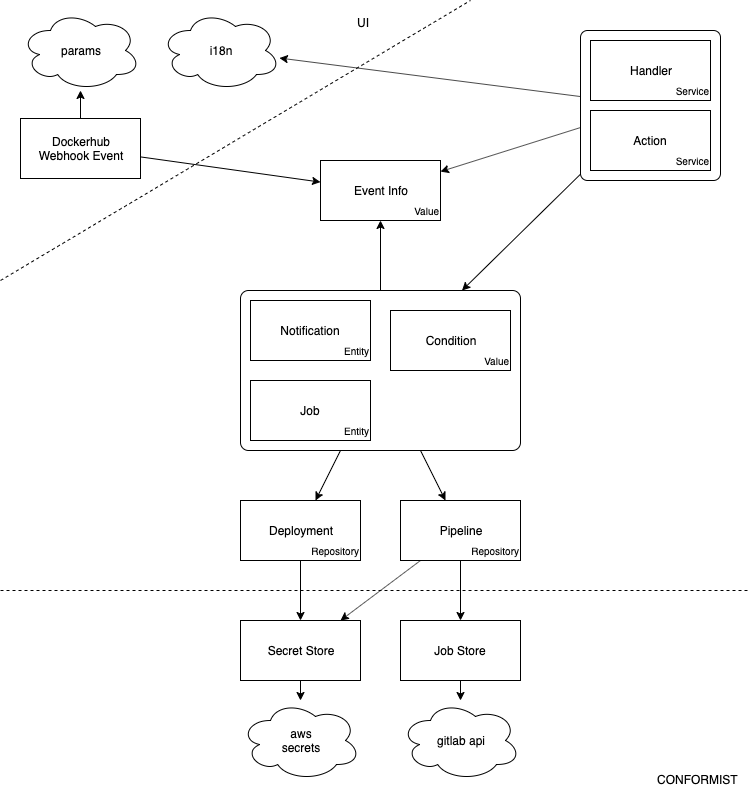 UI
params
i18n
Handler
Service
Action
Service
Dockerhub
Webhook Event
Event Info
Value
Notification
Entity
Condition
Value
Job
Entity
Deployment
Repository
Pipeline
Repository
Secret Store
Job Store
aws
secrets
gitlab api
CONFORMIST